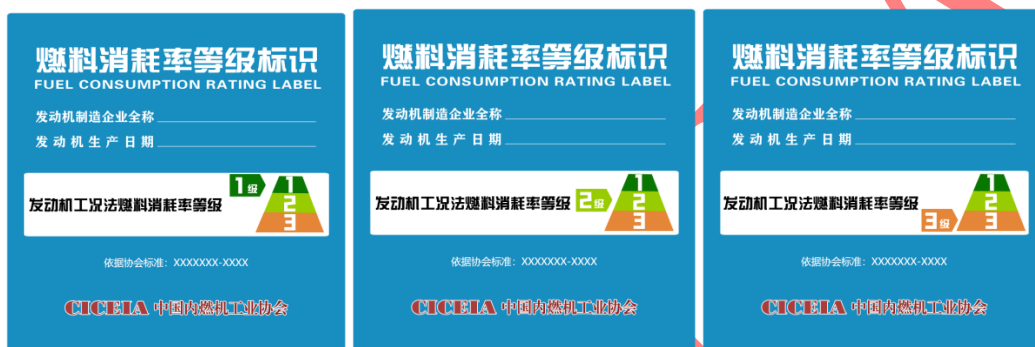 燃料消耗率等级标识
FUEL CONSUMPTION RATING LABEL
发动机制造企业全称
发动机生产日期
1级
发动机工况法燃料消耗率等级
1
2
3
依据协会标准：XXXXXXX-XXXX
CICEIA 中国内燃机工业协会
燃料消耗率等级标识
FUEL CONSUMPTION RATING LABEL
发动机制造企业全称
发动机生产日期
发动机工况法燃料消耗率等级 2级
1
2
3
依据协会标准：XXXXXXX-XXXX
CICEIA 中国内燃机工业协会
燃料消耗率等级标识
FUEL CONSUMPTION RATING LABEL
发动机制造企业全称
发动机生产日期
发动机工况法燃料消耗率等级
3级
1
2
3
依据协会标准：XXXXXXX-XXXX
CICEIA 中国内燃机工业协会